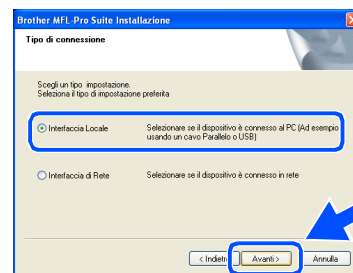 Brother MFL-Pro Suite Installazione
Tipo di connessione
Scegli un tipo impostazione.
Seleziona il tipo di impostazione preferita
Interfaccia Locale
Selezionare se il dispositivo è connesso al PC (Ad esempio
usando un cavo Parallelo o USB)
Interfaccia di Rete
Selezionare se il dispositivo è connesso in rete
< Indietro Avanti > Annulla